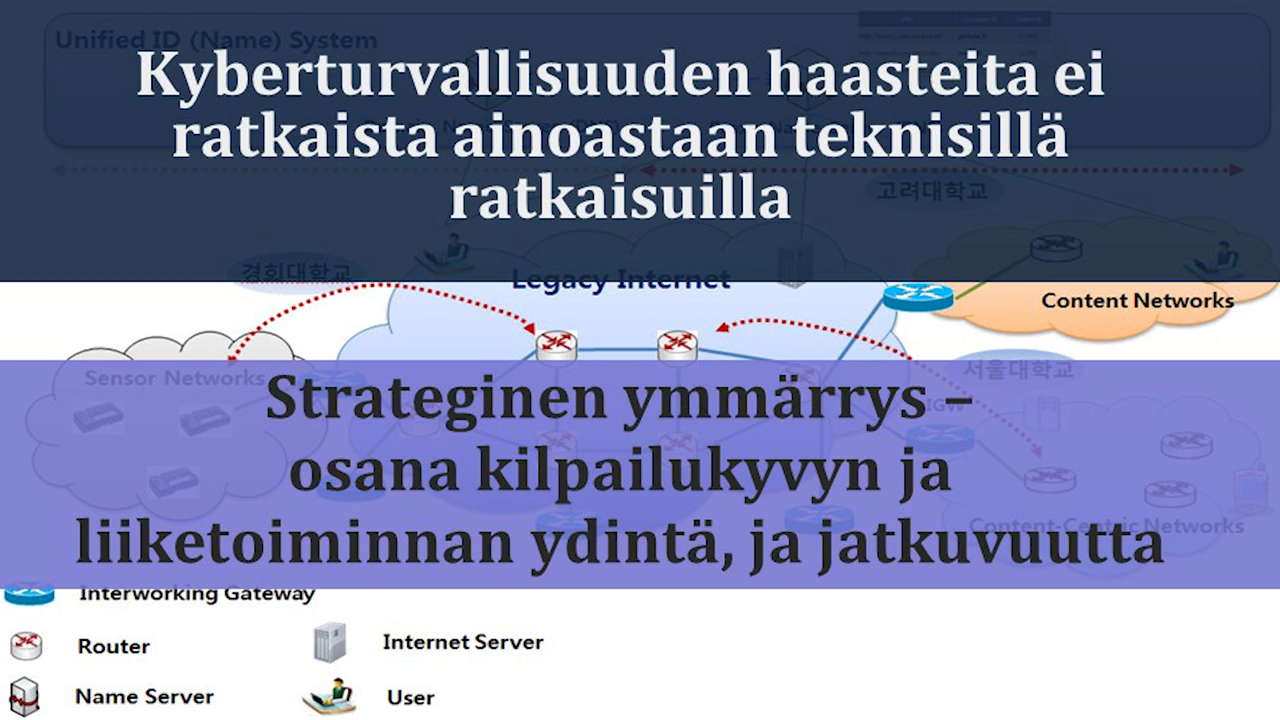 Unified ID (Name) System
Kyberturvallisuuden haasteita ei
ratkaista ainoastaan teknisillä
ratkaisuilla
고려대학교
경희대학교
Legacy Internet
Content Networks
서울대학교
Sensor Networks
Strateginen ymmärrys –
IGW
osana kilpailukyvyn ja
Content-Centric Networks
liiketoiminnan ydintä, ja jatkuvuutta
Interworking Gateway
Router
Internet Server
Name Server
User